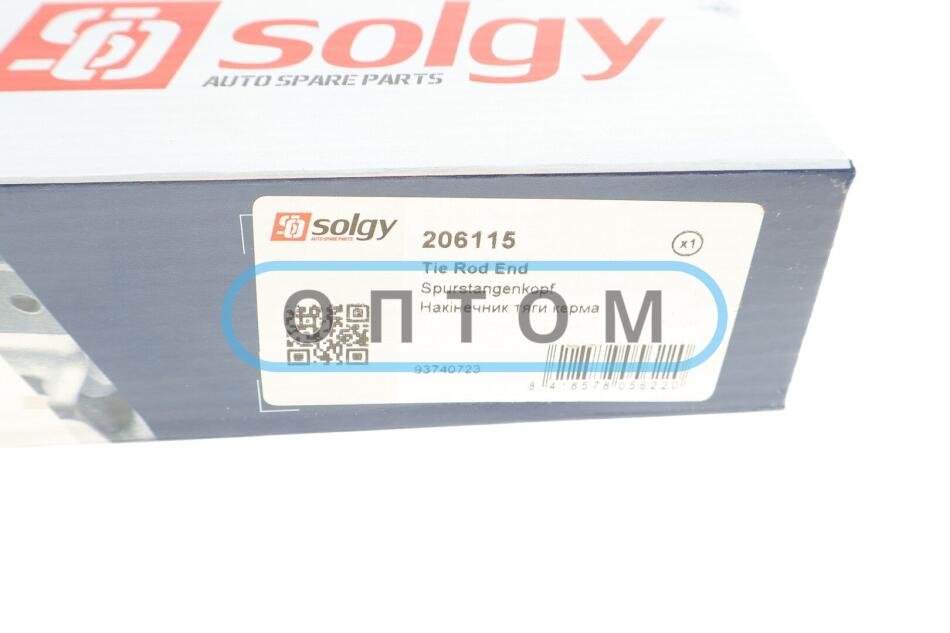 solgy
AUTO SPARE PARTS
solgy
AUTO SPARE PARTS
206115
x1
Tie Rod End
Spurstangenkopf
Накінечник тяги керма
ОПТОМ
93740723
8 418578 056220